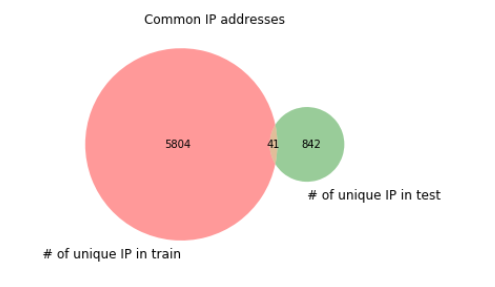 Common IP addresses
5804 41 842
# of unique IP in test
# of unique IP in train